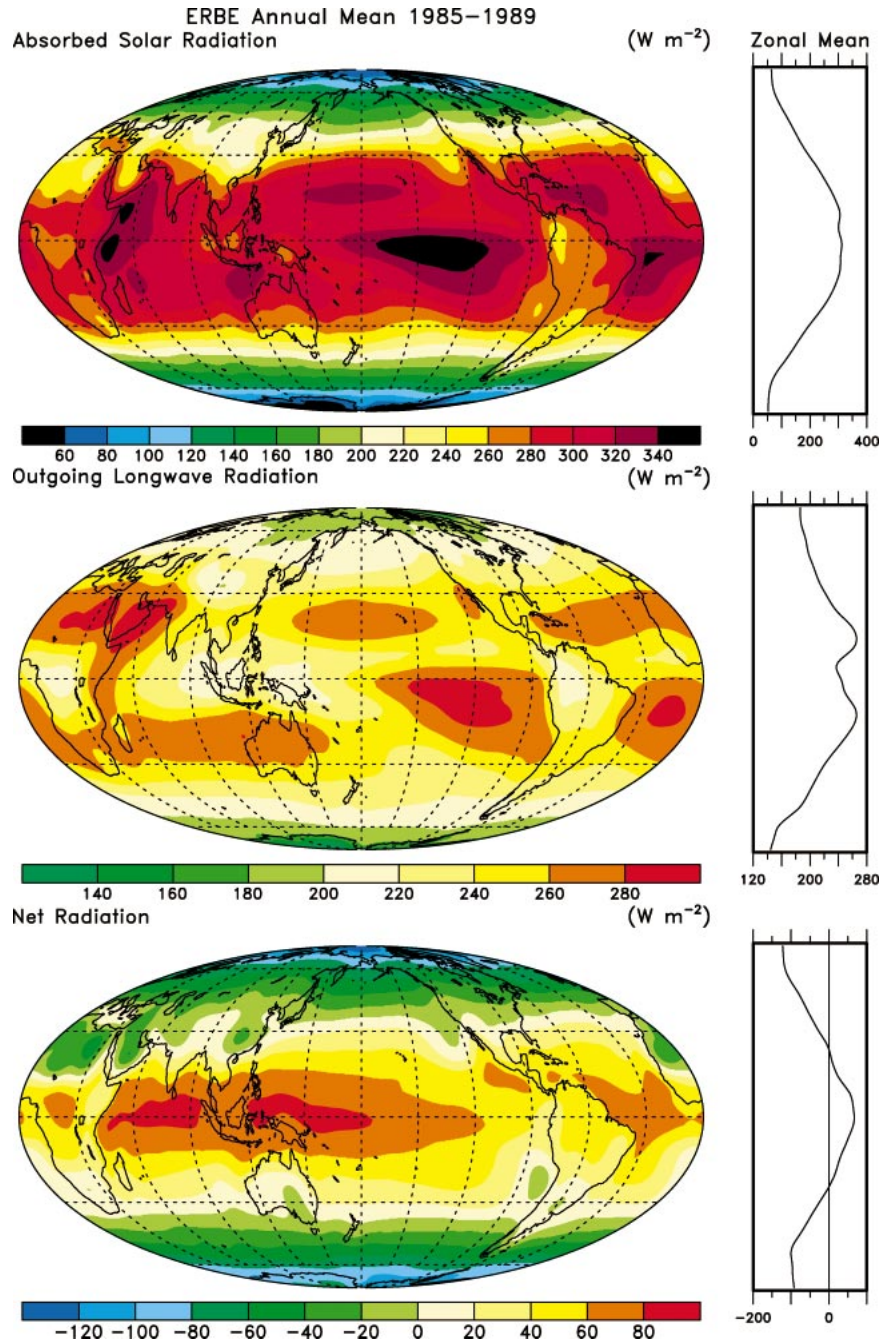 ERBE Annual Mean 1985–1989
Absorbed Solar Radiation (W m⁻²) Zonal Mean
60 80 100 120 140 160 180 200 220 240 260 280 300 320 340
0 200 400
Outgoing Longwave Radiation (W m⁻²)
140 160 180 200 220 240 260 280
120 200 280
Net Radiation (W m⁻²)
−120 −100 −80 −60 −40 −20 0 20 40 60 80
−200 0